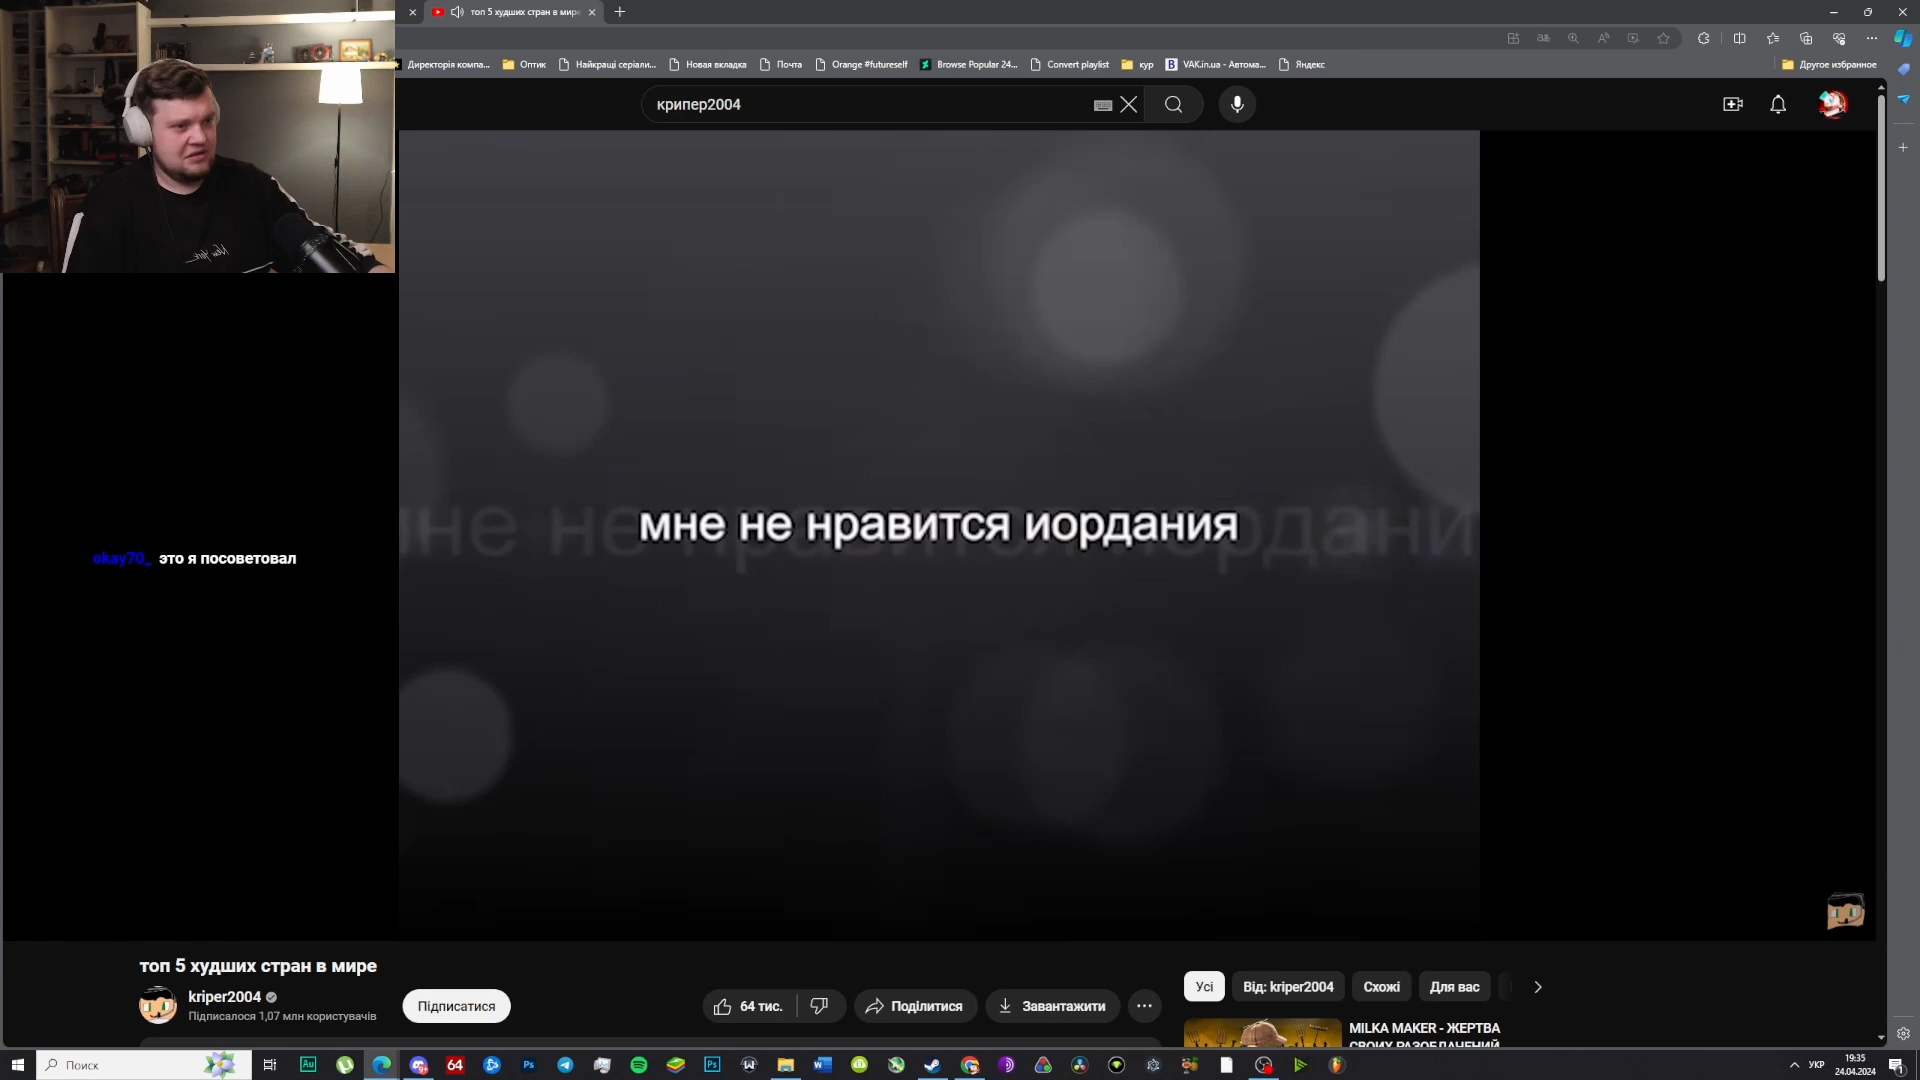 топ 5 худших стран в мире
Директорія компа...
Оптик
Найкращі серіали...
Новая вкладка
Почта
Orange #futureself
Browse Popular 24...
Convert playlist
кур
VAK.in.ua - Автома...
Яндекс
Другое избранное
крипер2004
мне не нравится иордания
okay70_ это я посоветовал
топ 5 худших стран в мире
kriper2004
Підписалося 1,07 млн користувачів
Підписатися
64 тис.
Поділитися
Завантажити
Усі
Від: kriper2004
Схожі
Для вас
MILKA MAKER - ЖЕРТВА
СВОИХ РАЗОБЛАЧЕНИЙ
Поиск
64
УКР
19:35
24.04.2024